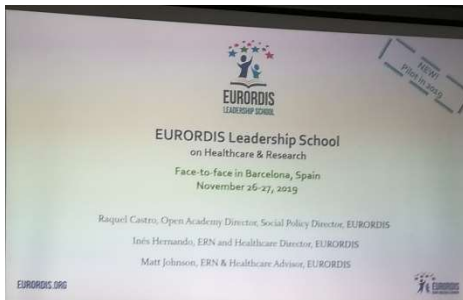 EURORDIS
LEADERSHIP SCHOOL
NEW!
Pilot in 2019
EURORDIS Leadership School
on Healthcare & Research
Face-to-face in Barcelona, Spain
November 26-27, 2019
Raquel Castro, Open Academy Director, Social Policy Director, EURORDIS
Inés Hernando, ERN and Healthcare Director, EURORDIS
Matt Johnson, ERN & Healthcare Advisor, EURORDIS
EURORDIS.ORG
EURORDIS